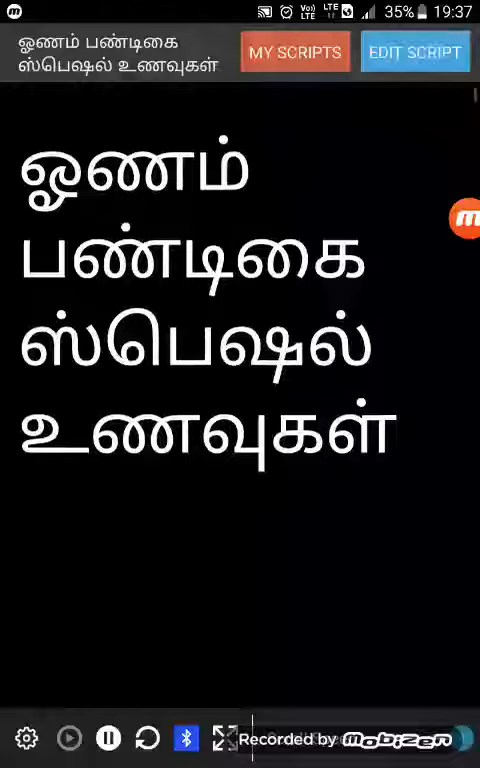 35% 19:37
ஓணம் பண்டிகை
ஸ்பெஷல் உணவுகள்
MY SCRIPTS
EDIT SCRIPT
ஓணம்
பண்டிகை
ஸ்பெஷல்
உணவுகள்
Recorded by mobizen